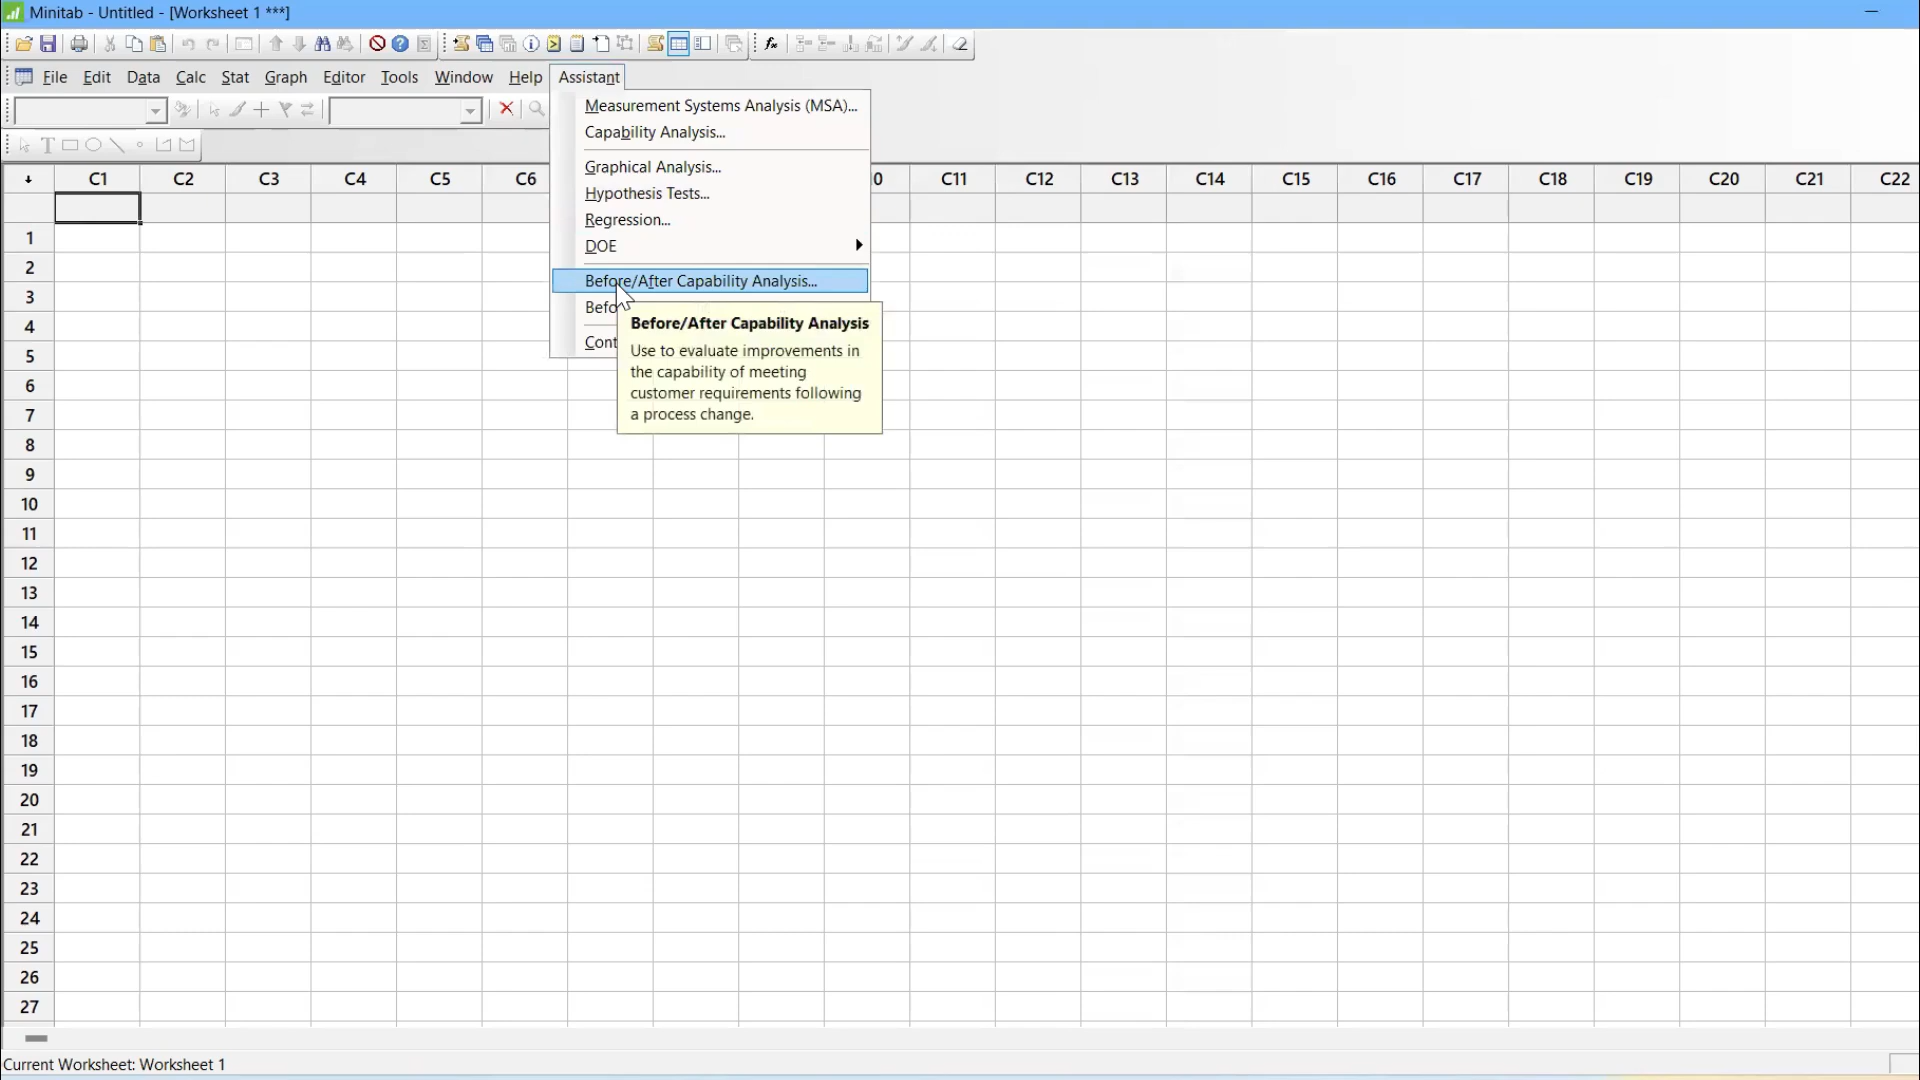 Minitab - Untitled - [Worksheet 1 ***]
File Edit Data Calc Stat Graph Editor Tools Window Help Assistant
Measurement Systems Analysis (MSA)...
Capability Analysis...
Graphical Analysis...
Hypothesis Tests...
Regression...
DOE
Before/After Capability Analysis...
Befo
Cont
Before/After Capability Analysis
Use to evaluate improvements in
the capability of meeting
customer requirements following
a process change.
C1 C2 C3 C4 C5 C6 0 C11 C12 C13 C14 C15 C16 C17 C18 C19 C20 C21 C22
1
2
3
4
5
6
7
8
9
10
11
12
13
14
15
16
17
18
19
20
21
22
23
24
25
26
27
Current Worksheet: Worksheet 1